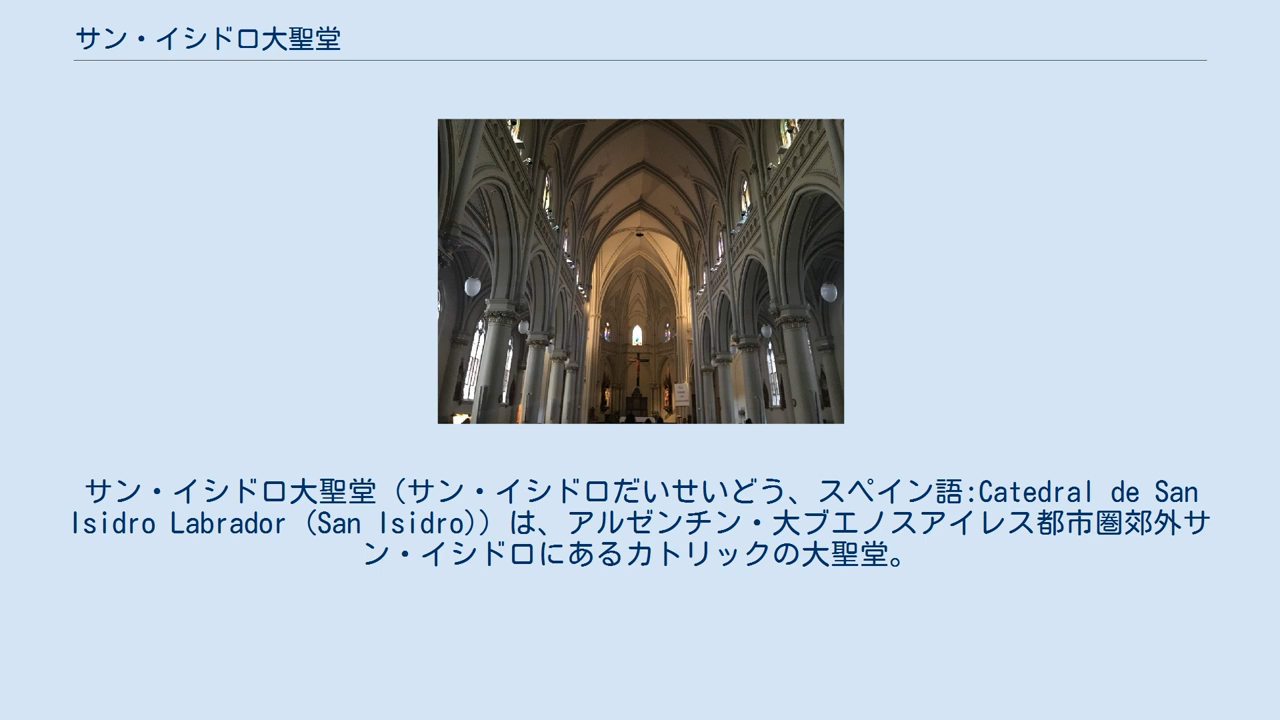 サン・イシドロ大聖堂
サン・イシドロ大聖堂（サン・イシドロだいせいどう、スペイン語:Catedral de San
Isidro Labrador (San Isidro)）は、アルゼンチン・大ブエノスアイレス都市圏郊外サ
ン・イシドロにあるカトリックの大聖堂。